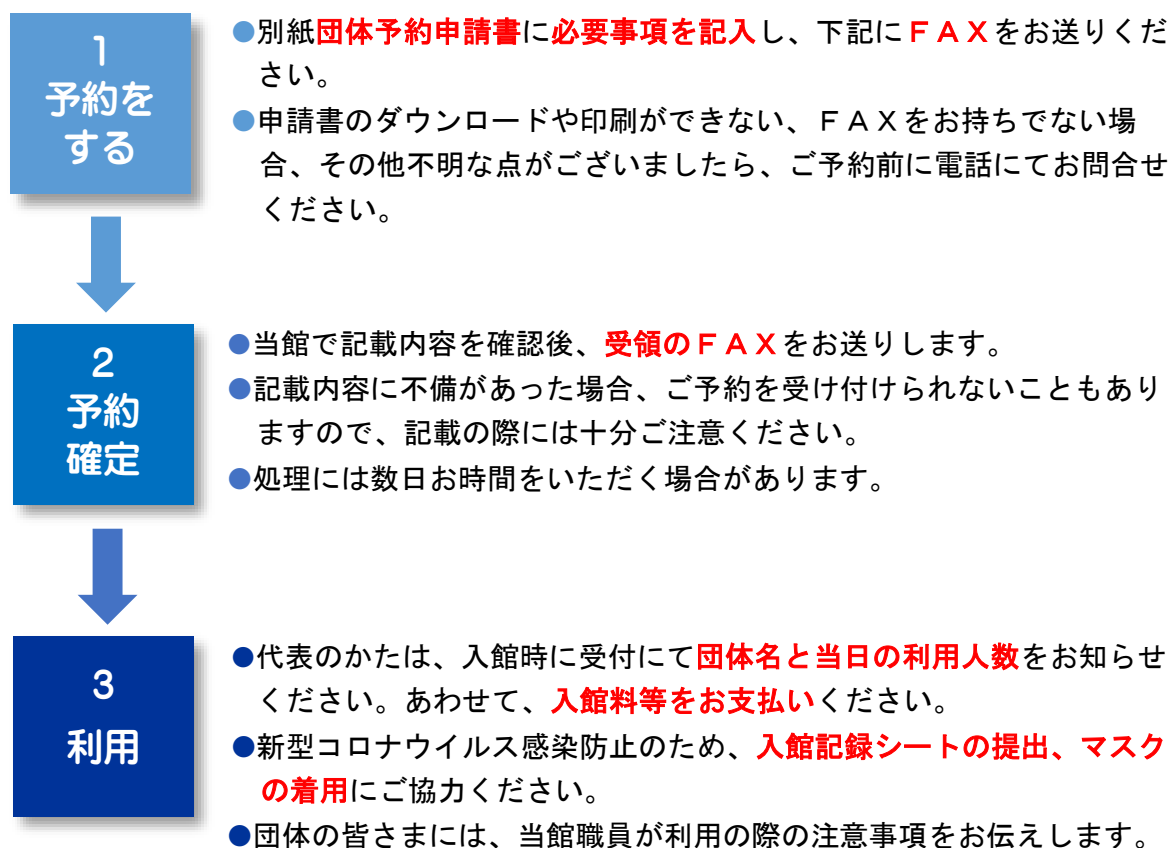 1
予約を
する
●別紙団体予約申請書に必要事項を記入し、下記にＦＡＸをお送りくだ
さい。
●申請書のダウンロードや印刷ができない、ＦＡＸをお持ちでない場
合、その他不明な点がございましたら、ご予約前に電話にてお問合せ
ください。
2
予約
確定
●当館で記載内容を確認後、受領のＦＡＸをお送りします。
●記載内容に不備があった場合、ご予約を受け付けられないこともあり
ますので、記載の際には十分ご注意ください。
●処理には数日お時間をいただく場合があります。
3
利用
●代表のかたは、入館時に受付にて団体名と当日の利用人数をお知らせ
ください。あわせて、入館料等をお支払いください。
●新型コロナウイルス感染防止のため、入館記録シートの提出、マスク
の着用にご協力ください。
●団体の皆さまには、当館職員が利用の際の注意事項をお伝えします。